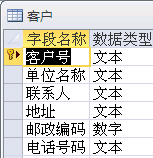 客户
字段名称 数据类型
客户号 文本
单位名称 文本
联系人 文本
地址 文本
邮政编码 数字
电话号码 文本